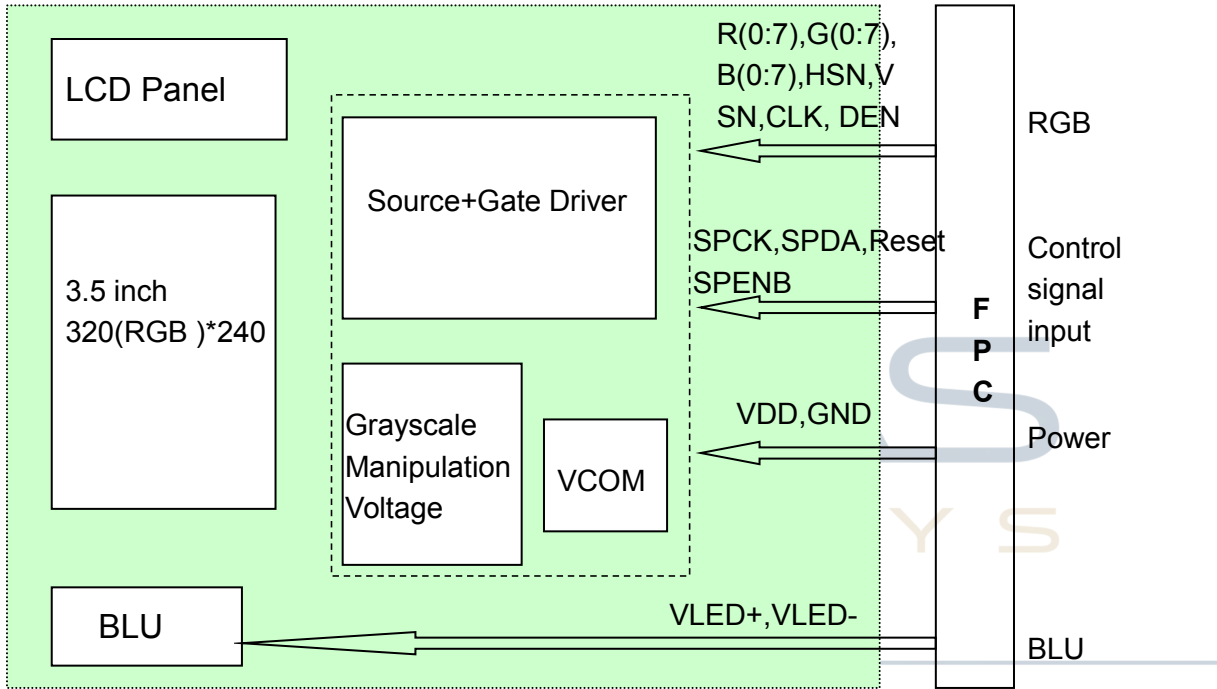 LCD Panel
3.5 inch
320(RGB )*240
BLU
Source+Gate Driver
Grayscale
Manipulation
Voltage
VCOM
R(0:7),G(0:7),
B(0:7),HSN,V
SN,CLK, DEN
SPCK,SPDA,Reset
SPENB
VDD,GND
VLED+,VLED-
F
P
C
RGB
Control
signal
input
Power
BLU
S
Y S